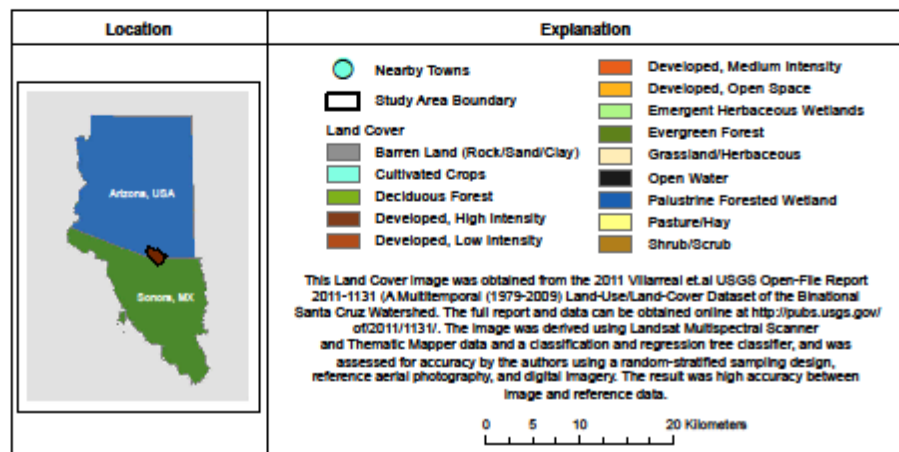 Location
Explanation
Arizona, USA
Sonora, MX
Nearby Towns
Study Area Boundary
Land Cover
Barren Land (Rock/Sand/Clay)
Cultivated Crops
Deciduous Forest
Developed, High Intensity
Developed, Low Intensity
Developed, Medium Intensity
Developed, Open Space
Emergent Herbaceous Wetlands
Evergreen Forest
Grassland/Herbaceous
Open Water
Palustrine Forested Wetland
Pasture/Hay
Shrub/Scrub
This Land Cover image was obtained from the 2011 Villarreal et.al USGS Open-File Report
2011-1131 (A Multitemporal (1979-2009) Land-Use/Land-Cover Dataset of the Binational
Santa Cruz Watershed. The full report and data can be obtained online at http://pubs.usgs.gov/
of/2011/1131/. The image was derived using Landsat Multispectral Scanner
and Thematic Mapper data and a classification and regression tree classifier, and was
assessed for accuracy by the authors using a random-stratified sampling design,
reference aerial photography, and digital imagery. The result was high accuracy between
image and reference data.
0 5 10 20 Kilometers